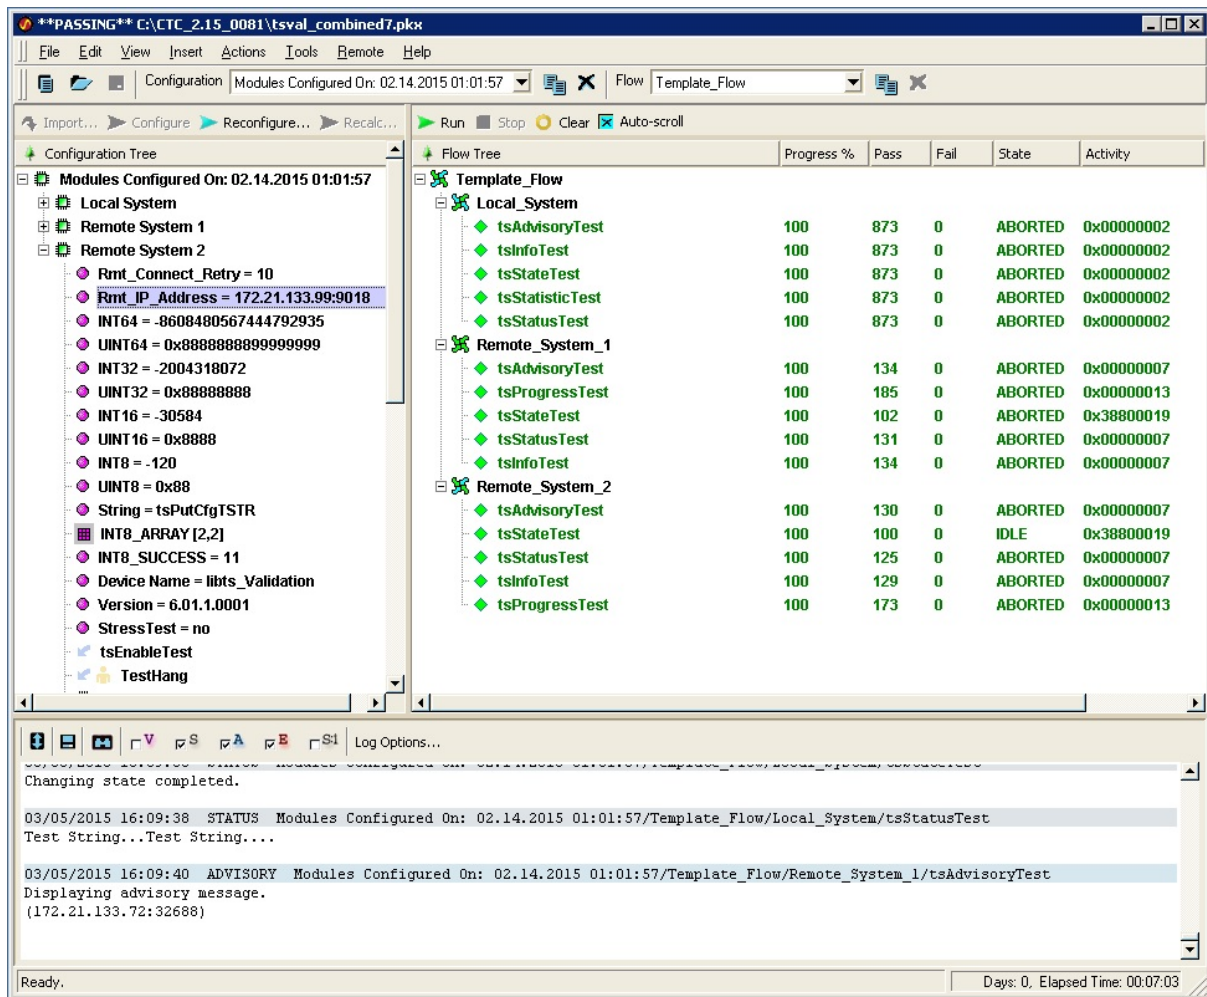 **PASSING** C:\CTC_2.15_0081\tsval_combined7.pkx
File Edit View Insert Actions Tools Remote Help
Configuration Modules Configured On: 02.14.2015 01:01:57 Flow Template_Flow
Import... Configure Reconfigure... Recalc...
Run Stop Clear Auto-scroll
Configuration Tree
Modules Configured On: 02.14.2015 01:01:57
Local System
Remote System 1
Remote System 2
Rmt_Connect_Retry = 10
Rmt_IP_Address = 172.21.133.99:9018
INT64 = -8608480567444792935
UINT64 = 0x8888888899999999
INT32 = -2004318072
UINT32 = 0x88888888
INT16 = -30584
UINT16 = 0x8888
INT8 = -120
UINT8 = 0x88
String = tsPutCfgTSTR
INT8_ARRAY [2,2]
INT8_SUCCESS = 11
Device Name = libts_Validation
Version = 6.01.1.0001
StressTest = no
tsEnableTest
TestHang
Flow Tree Progress % Pass Fail State Activity
Template_Flow
Local_System
tsAdvisoryTest 100 873 0 ABORTED 0x00000002
tsInfoTest 100 873 0 ABORTED 0x00000002
tsStateTest 100 873 0 ABORTED 0x00000002
tsStatisticTest 100 873 0 ABORTED 0x00000002
tsStatusTest 100 873 0 ABORTED 0x00000002
Remote_System_1
tsAdvisoryTest 100 134 0 ABORTED 0x00000007
tsProgressTest 100 185 0 ABORTED 0x00000013
tsStateTest 100 102 0 ABORTED 0x38800019
tsStatusTest 100 131 0 ABORTED 0x00000007
tsInfoTest 100 134 0 ABORTED 0x00000007
Remote_System_2
tsAdvisoryTest 100 130 0 ABORTED 0x00000007
tsStateTest 100 100 0 IDLE 0x38800019
tsStatusTest 100 125 0 ABORTED 0x00000007
tsInfoTest 100 129 0 ABORTED 0x00000007
tsProgressTest 100 173 0 ABORTED 0x00000013
V S A E S1 Log Options...
Changing state completed.
03/05/2015 16:09:38 STATUS Modules Configured On: 02.14.2015 01:01:57/Template_Flow/Local_System/tsStatusTest
Test String...Test String....
03/05/2015 16:09:40 ADVISORY Modules Configured On: 02.14.2015 01:01:57/Template_Flow/Remote_System_1/tsAdvisoryTest
Displaying advisory message.
(172.21.133.72:32688)
Ready. Days: 0, Elapsed Time: 00:07:03